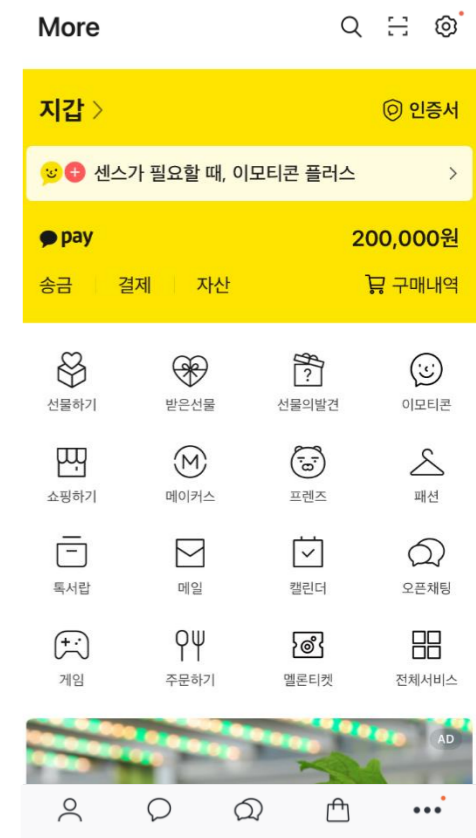 More
지갑
인증서
센스가 필요할 때, 이모티콘 플러스
pay 200,000원
송금 결제 자산 구매내역
선물하기 받은선물 선물의발견 이모티콘
쇼핑하기 메이커스 프렌즈 패션
톡서랍 메일 캘린더 오픈채팅
게임 주문하기 멜론티켓 전체서비스
AD